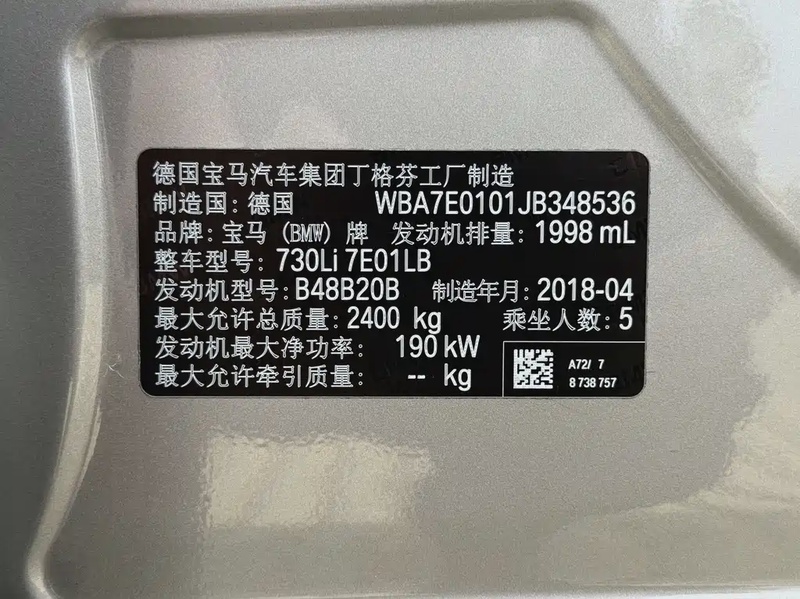 德国宝马汽车集团丁格芬工厂制造
制造国：德国 WBA7E0101JB348536
品牌：宝马（BMW）牌 发动机排量：1998 mL
整车型号：730Li 7E01LB
发动机型号：B48B20B 制造年月：2018-04
最大允许总质量：2400 kg 乘坐人数：5
发动机最大净功率： 190 kW
最大允许牵引质量： -- kg
A72/ 7
8 738 757